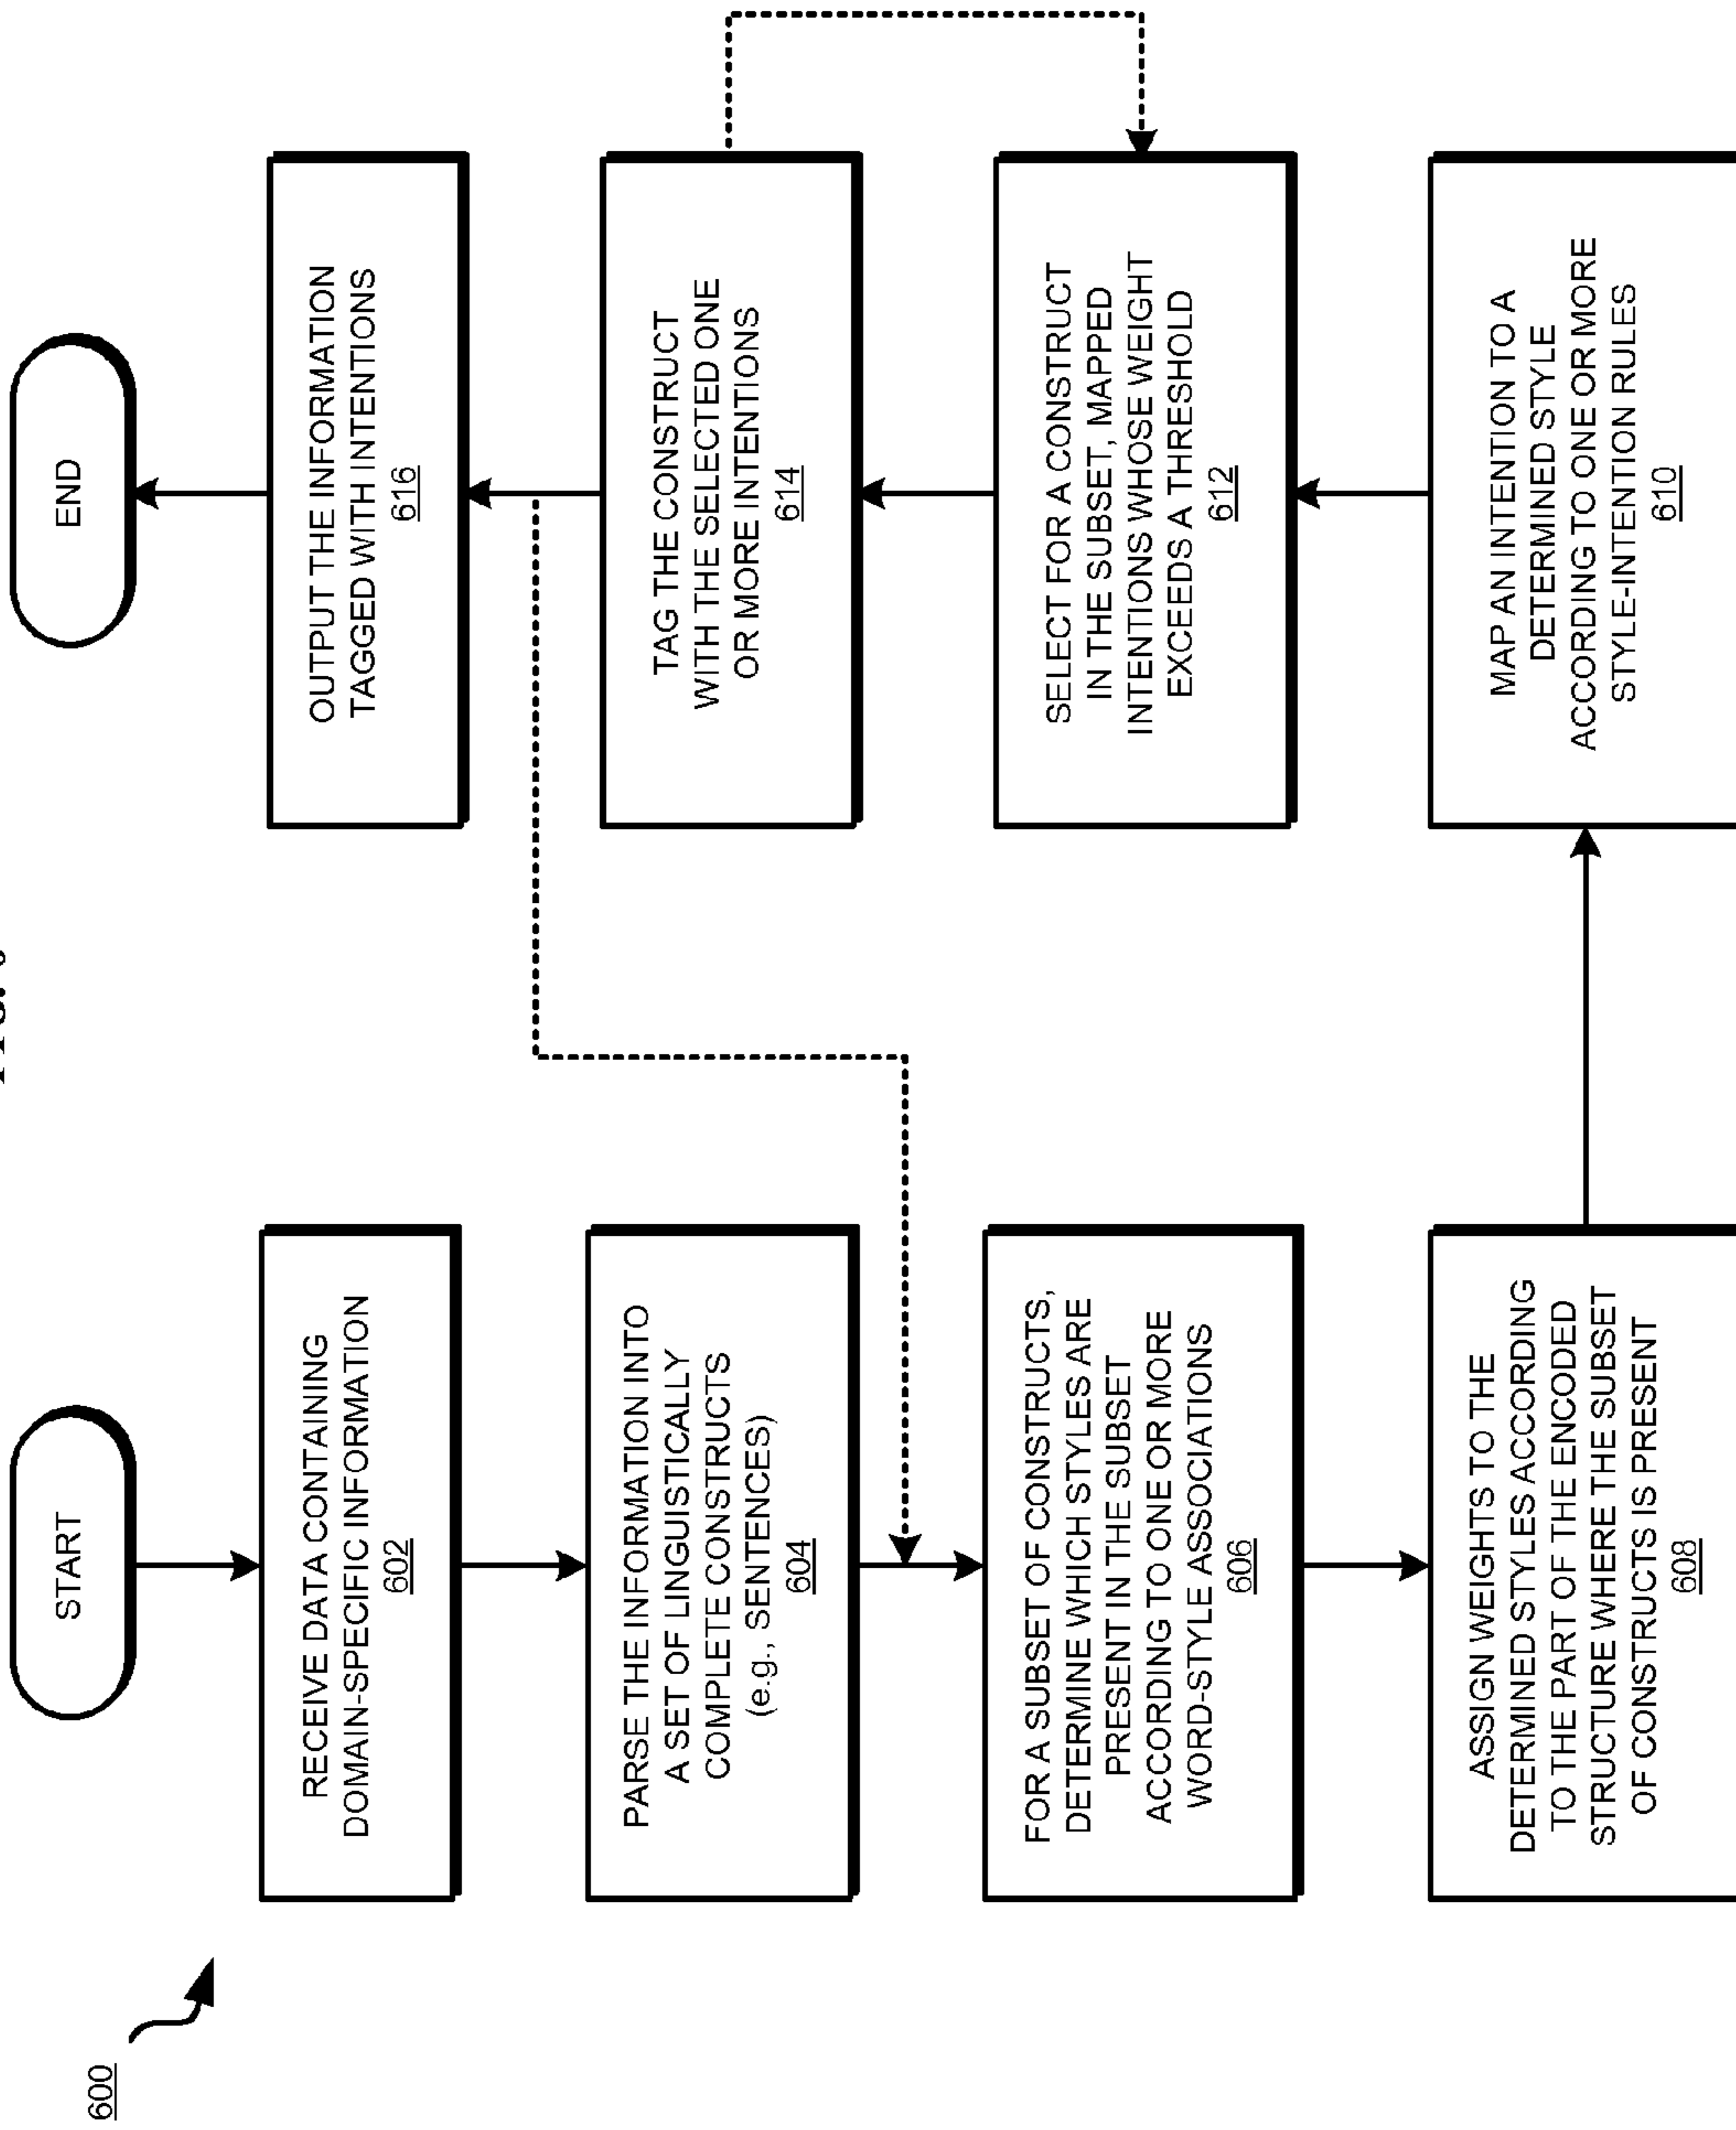 600
START
RECEIVE DATA CONTAINING
DOMAIN-SPECIFIC INFORMATION
602
PARSE THE INFORMATION INTO
A SET OF LINGUISTICALLY
COMPLETE CONSTRUCTS
(e.g., SENTENCES)
604
FOR A SUBSET OF CONSTRUCTS,
DETERMINE WHICH STYLES ARE
PRESENT IN THE SUBSET
ACCORDING TO ONE OR MORE
WORD-STYLE ASSOCIATIONS
606
ASSIGN WEIGHTS TO THE
DETERMINED STYLES ACCORDING
TO THE PART OF THE ENCODED
STRUCTURE WHERE THE SUBSET
OF CONSTRUCTS IS PRESENT
608
MAP AN INTENTION TO A
DETERMINED STYLE
ACCORDING TO ONE OR MORE
STYLE-INTENTION RULES
610
SELECT FOR A CONSTRUCT
IN THE SUBSET, MAPPED
INTENTIONS WHOSE WEIGHT
EXCEEDS A THRESHOLD
612
TAG THE CONSTRUCT
WITH THE SELECTED ONE
OR MORE INTENTIONS
614
OUTPUT THE INFORMATION
TAGGED WITH INTENTIONS
616
END